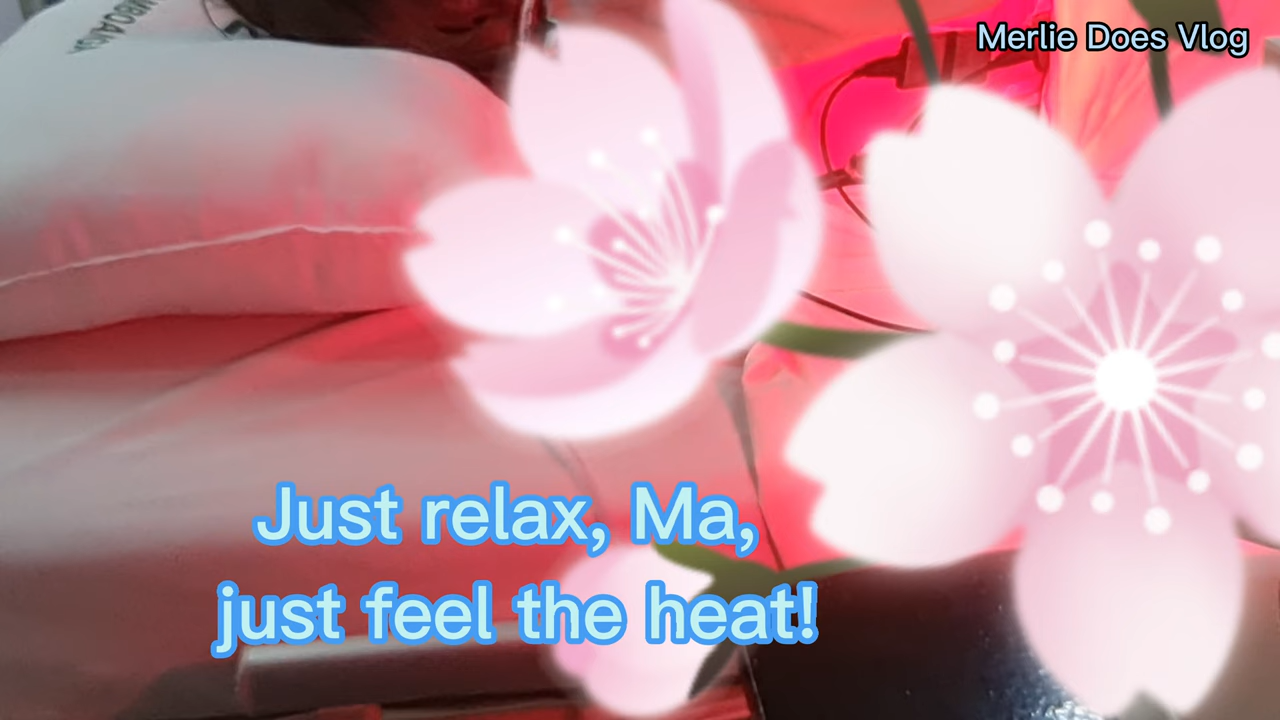 Merlie Does Vlog
Just relax, Ma,
just feel the heat!